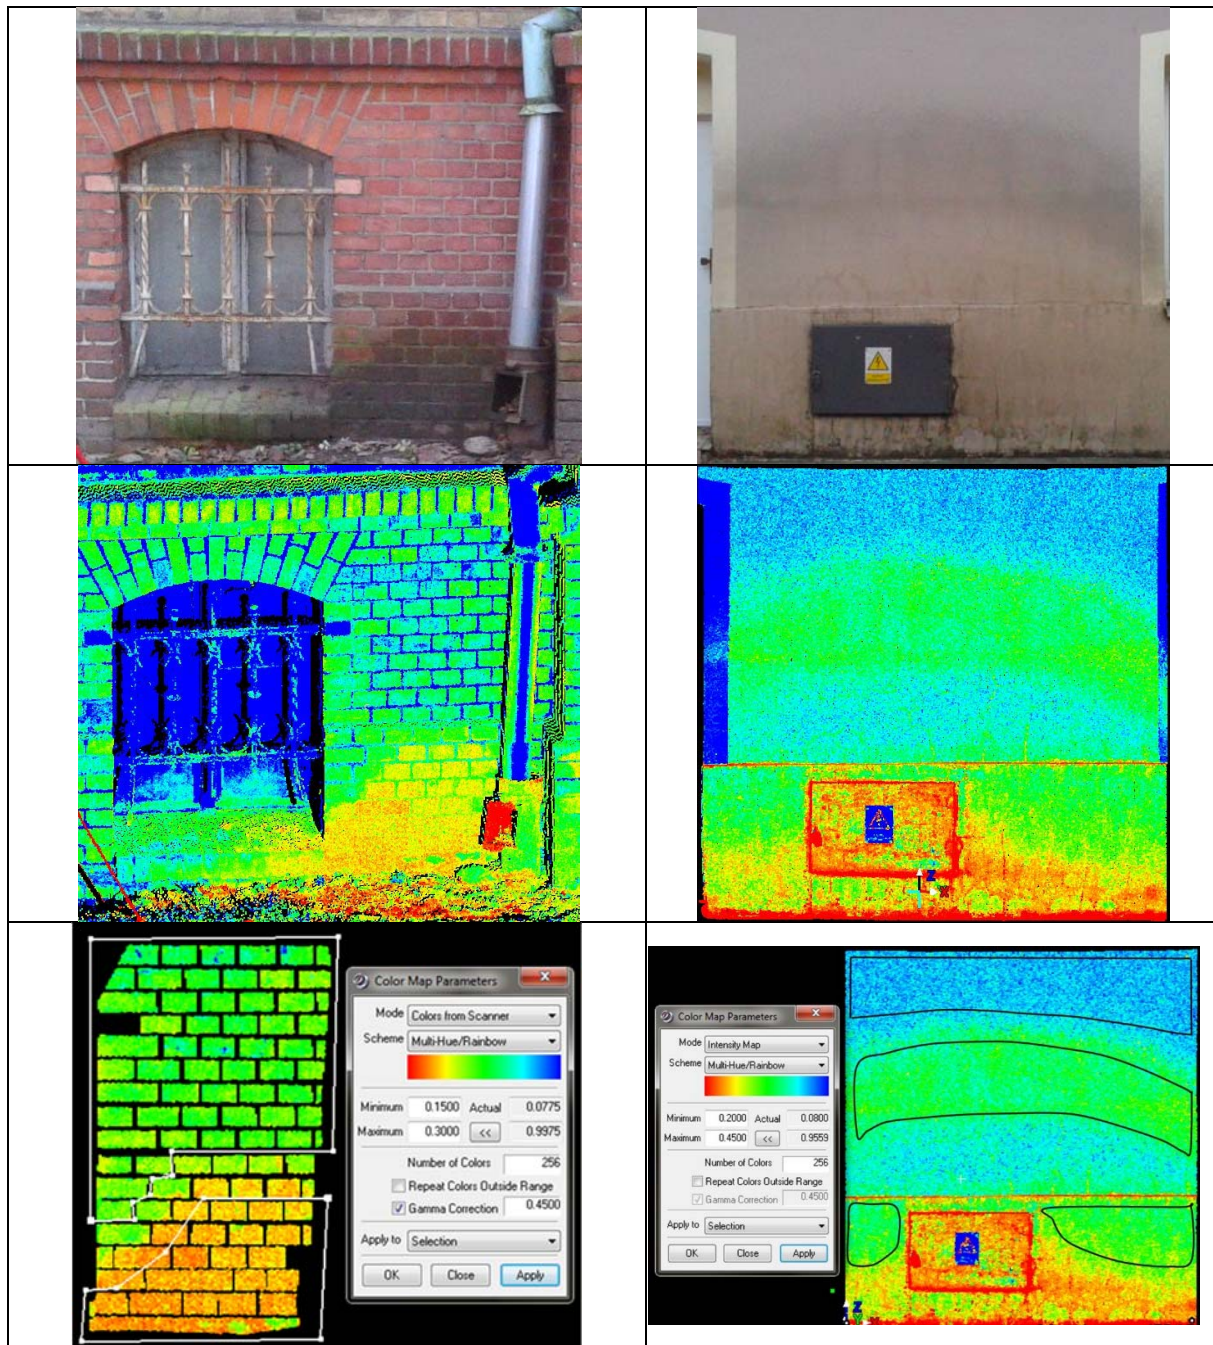 Color Map Parameters
Mode Colors from Scanner
Scheme Multi-Hue/Rainbow
Minimum 0.1500 Actual 0.0775
Maximum 0.3000 << 0.9975
Number of Colors 256
Repeat Colors Outside Range
Gamma Correction 0.4500
Apply to Selection
OK Close Apply
Color Map Parameters
Mode Intensity Map
Scheme Multi-Hue/Rainbow
Minimum 0.2000 Actual 0.0800
Maximum 0.4500 << 0.9559
Number of Colors 256
Repeat Colors Outside Range
Gamma Correction 0.4500
Apply to Selection
OK Close Apply
Z
X
Z